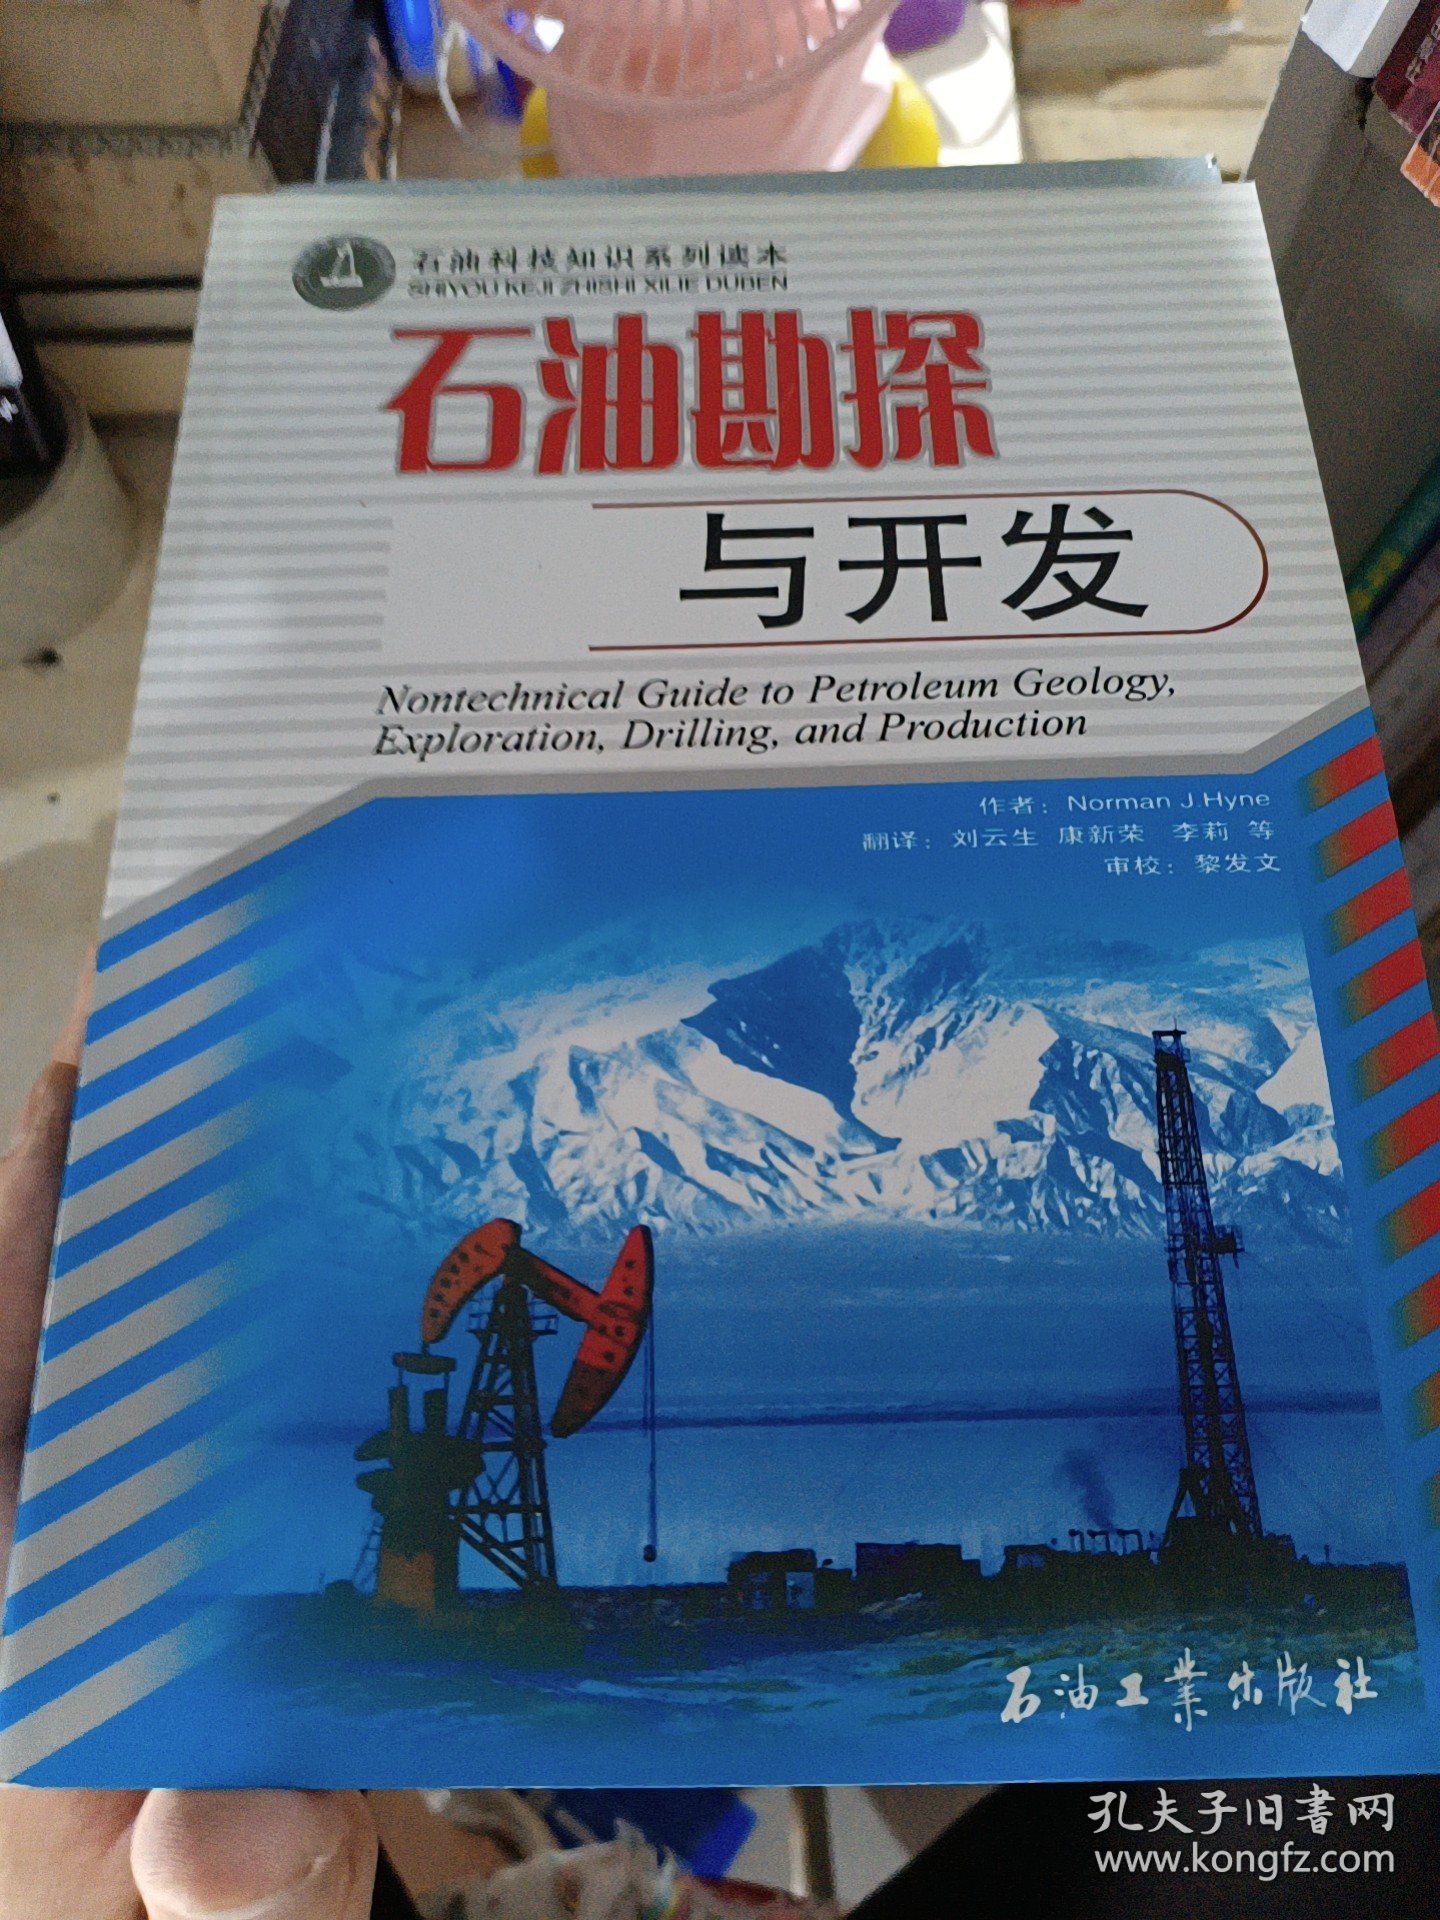 石油科技知识系列读本
SHIYOU KEJI ZHISHI XILIE DUBEN
石油勘探
与开发
Nontechnical Guide to Petroleum Geology,
Exploration, Drilling, and Production
作者：Norman J.Hyne
翻译：刘云生 康新荣 李莉 等
审校：黎发文
石油工业出版社
孔夫子旧書网
www.kongfz.com